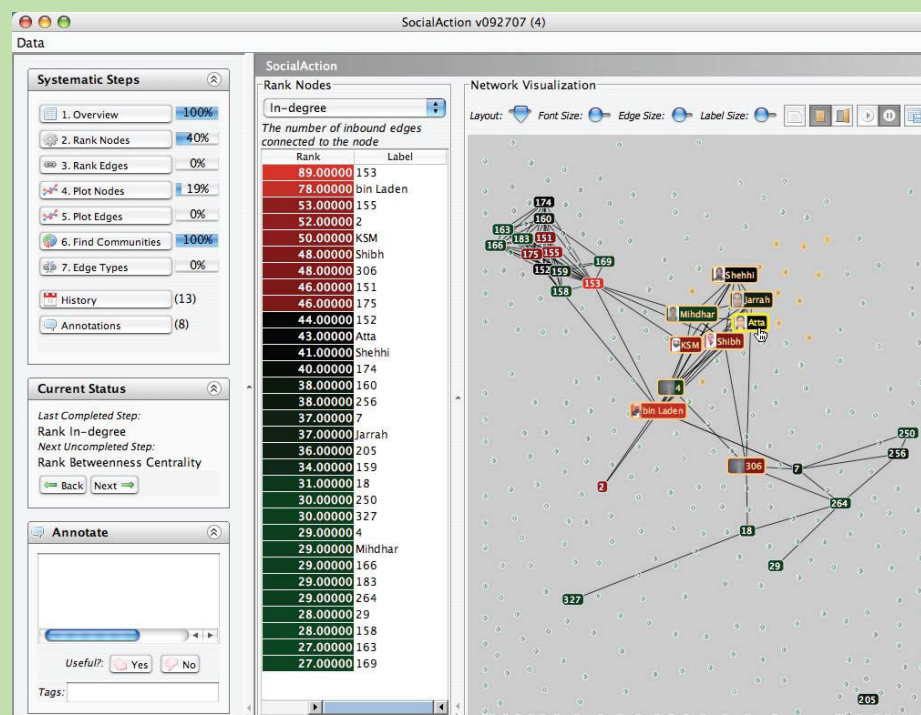 SocialAction v092707 (4)
Data
Systematic Steps
1. Overview 100%
2. Rank Nodes 40%
3. Rank Edges 0%
4. Plot Nodes 19%
5. Plot Edges 0%
6. Find Communities 100%
7. Edge Types 0%
History (13)
Annotations (8)
Current Status
Last Completed Step:
Rank In-degree
Next Uncompleted Step:
Rank Betweenness Centrality
Back Next
Annotate
Useful?: Yes No
Tags:
SocialAction
Rank Nodes
In-degree
The number of inbound edges
connected to the node
Rank Label
89.00000 153
78.00000 bin Laden
53.00000 155
52.00000 2
50.00000 KSM
48.00000 Shibh
48.00000 306
46.00000 151
46.00000 175
44.00000 152
43.00000 Atta
41.00000 Shehhi
40.00000 174
38.00000 160
38.00000 256
37.00000 7
37.00000 Jarrah
36.00000 205
34.00000 159
31.00000 18
30.00000 250
30.00000 327
29.00000 4
29.00000 Mihdhar
29.00000 166
29.00000 183
29.00000 264
28.00000 29
28.00000 158
27.00000 163
27.00000 169
Network Visualization
Layout: Font Size: Edge Size: Label Size:
174
160
163
183 151
166
175 155
169
152 159
158
153
Shehhi
Jarrah
Mihdhar
Atta
KSM
Shibh
4
bin Laden
250
256
306
7
2
264
18
29
327
205